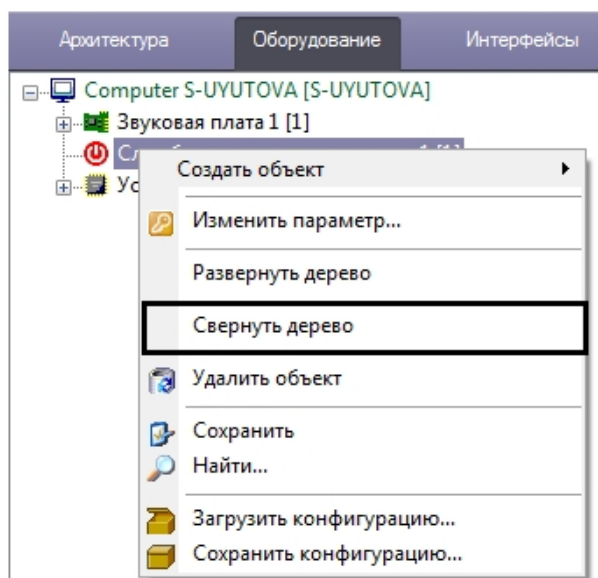 Архитектура Оборудование Интерфейсы
Computer S-UYUTOVA [S-UYUTOVA]
Звуковая плата 1 [1]
Создать объект
Изменить параметр...
Развернуть дерево
Свернуть дерево
Удалить объект
Сохранить
Найти...
Загрузить конфигурацию...
Сохранить конфигурацию...